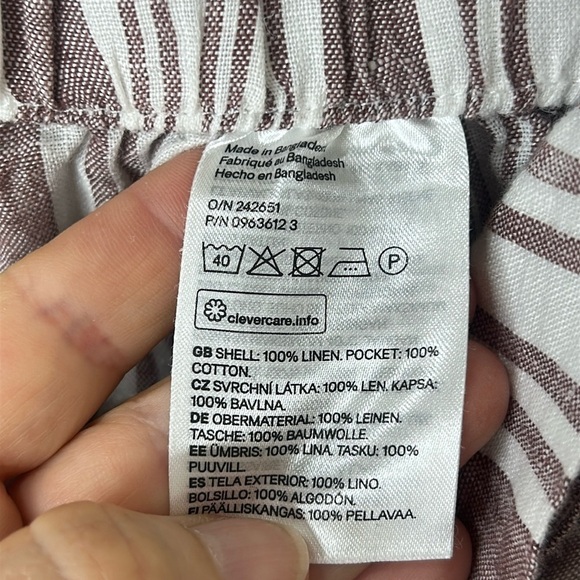 Made in Banglades
Fabriqué au Bangladesh
Hecho en Bangladesh
O/N 242651
P/N 0963612 3
40 P
clevercare.info
GB SHELL: 100% LINEN. POCKET: 100%
COTTON.
CZ SVRCHNÍ LÁTKA: 100% LEN. KAPSA:
100% BAVLNA.
DE OBERMATERIAL: 100% LEINEN.
TASCHE: 100% BAUMWOLLE.
EE ÜMBRIS: 100% LINA. TASKU: 100%
PUUVILL.
ES TELA EXTERIOR: 100% LINO.
BOLSILLO: 100% ALGODÓN.
FI PÄÄLLISKANGAS: 100% PELLAVAA.